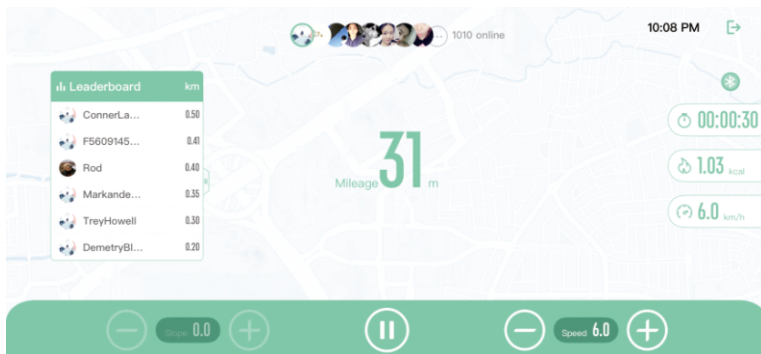 1010 online
10:08 PM
Leaderboard km
ConnerLa... 0.50
F5609145... 0.41
Rod 0.40
Markande... 0.35
TreyHowell 0.30
DemetryBl... 0.20
Mileage 31 m
00:00:30
1.03 kcal
6.0 km/h
Slope 0.0
Speed 6.0